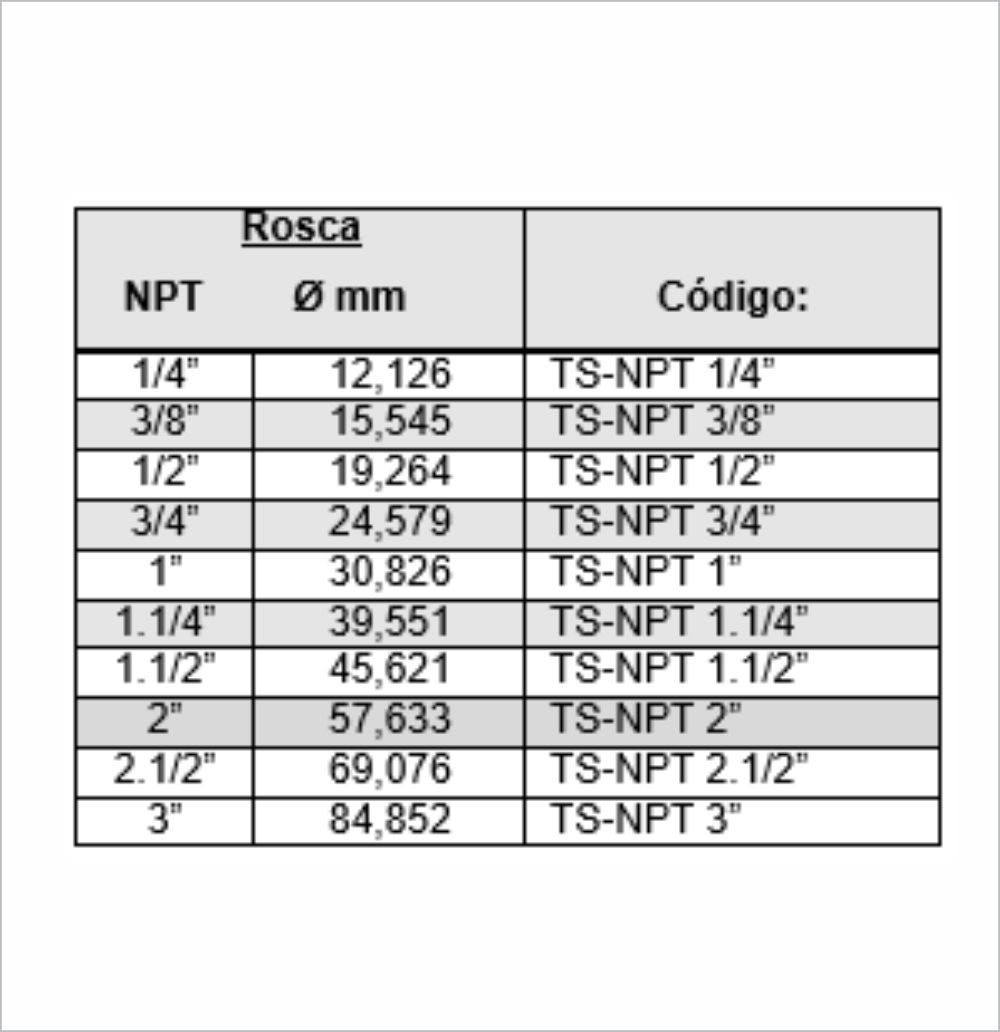 Rosca
NPT Ø mm Código:
1/4” 12,126 TS-NPT 1/4”
3/8” 15,545 TS-NPT 3/8”
1/2” 19,264 TS-NPT 1/2”
3/4” 24,579 TS-NPT 3/4”
1” 30,826 TS-NPT 1”
1.1/4” 39,551 TS-NPT 1.1/4”
1.1/2” 45,621 TS-NPT 1.1/2”
2” 57,633 TS-NPT 2”
2.1/2” 69,076 TS-NPT 2.1/2”
3” 84,852 TS-NPT 3”